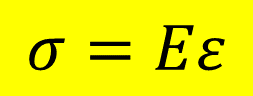 σ = Eε